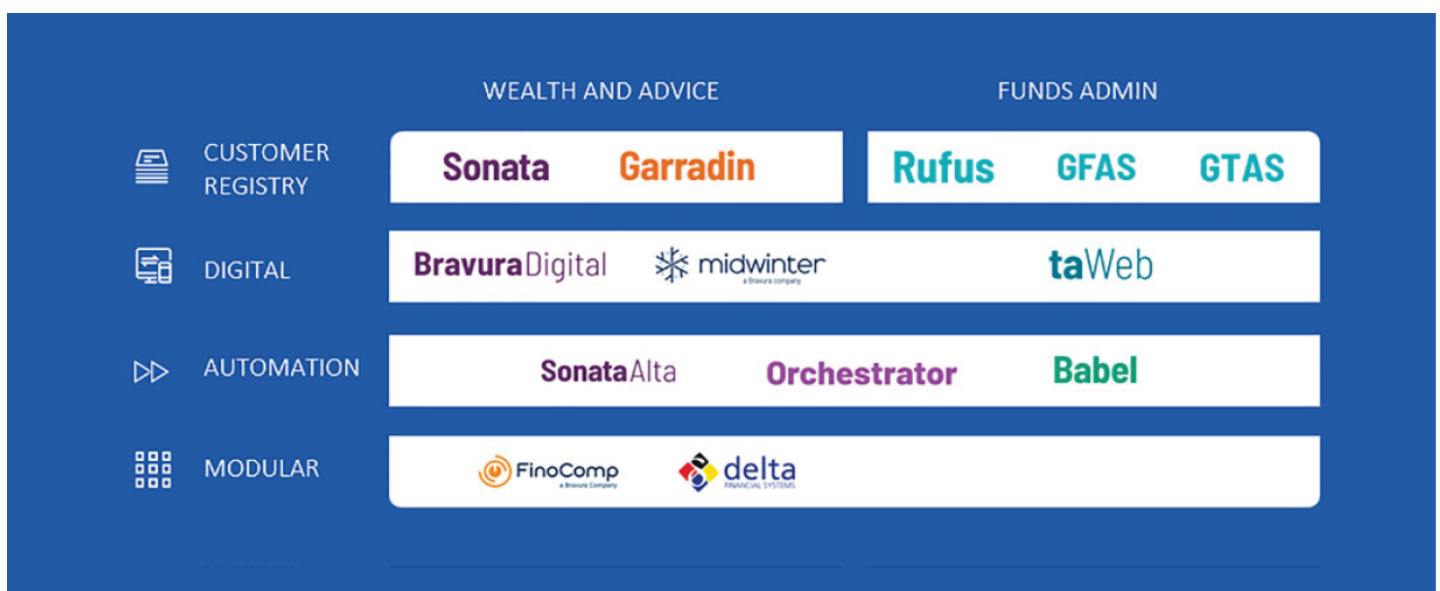 WEALTH AND ADVICE
FUNDS ADMIN
CUSTOMER
REGISTRY
Sonata
Garradin
Rufus
GFAS
GTAS
DIGITAL
BravuraDigital
midwinter
a Bravura company
taWeb
AUTOMATION
SonataAlta
Orchestrator
Babel
MODULAR
FinoComp
a Bravura Company
delta
FINANCIAL SYSTEMS